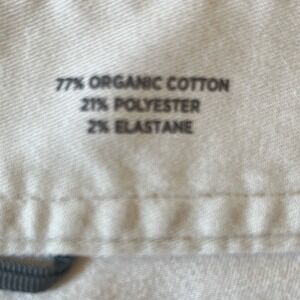 77% ORGANIC COTTON
21% POLYESTER
2% ELASTANE